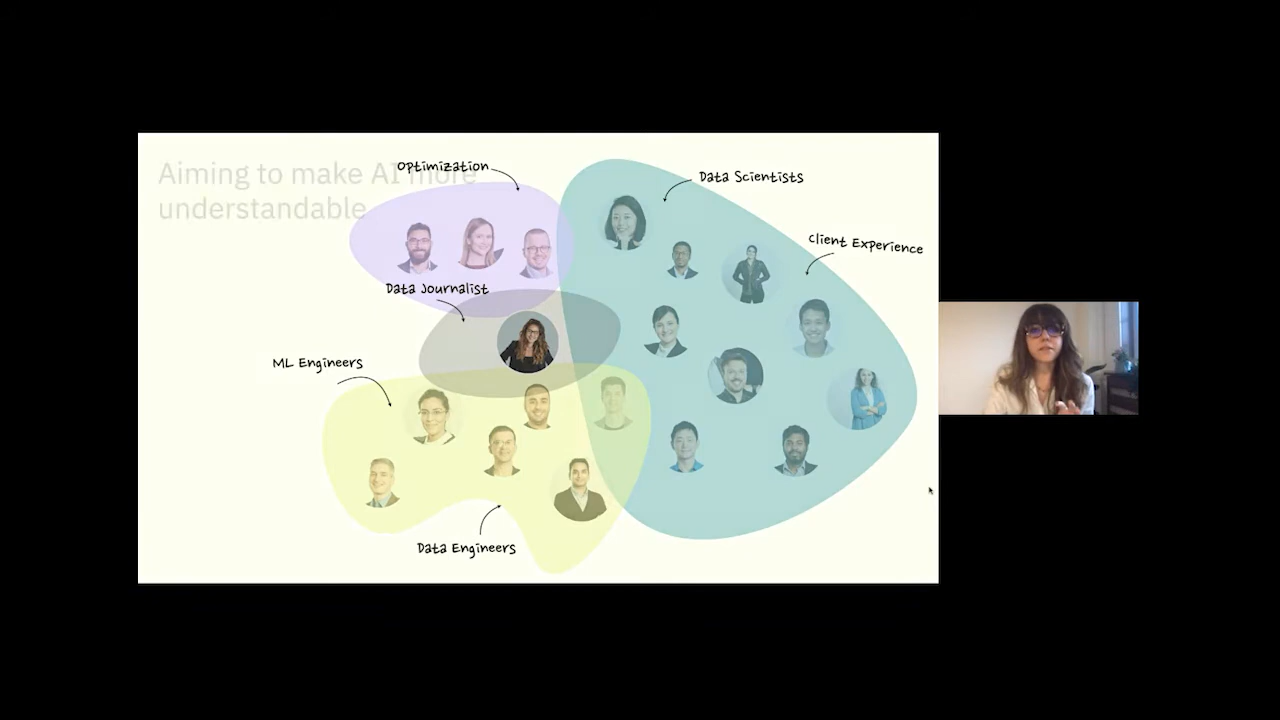 Aiming to make AI more
understandable
Optimization
Data Scientists
Client Experience
Data Journalist
ML Engineers
Data Engineers